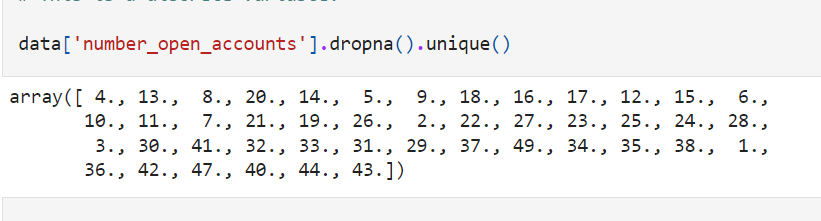 data['number_open_accounts'].dropna().unique()
array([ 4., 13., 8., 20., 14., 5., 9., 18., 16., 17., 12., 15., 6.,
10., 11., 7., 21., 19., 26., 2., 22., 27., 23., 25., 24., 28.,
3., 30., 41., 32., 33., 31., 29., 37., 49., 34., 35., 38., 1.,
36., 42., 47., 40., 44., 43.])